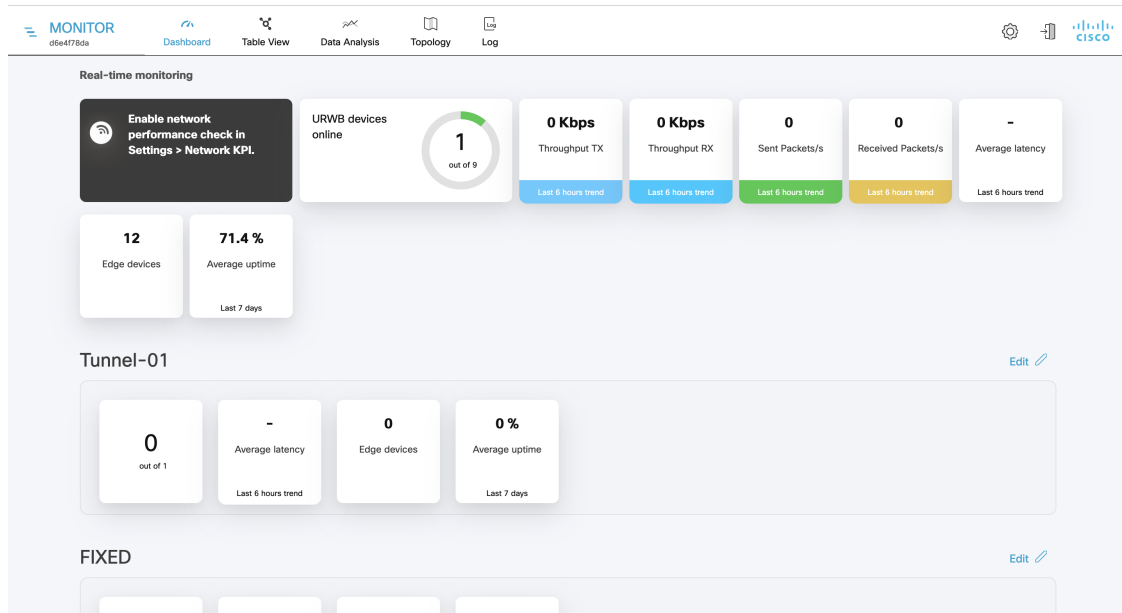 MONITOR
d6e4f78da
Dashboard
Table View
Data Analysis
Topology
Log
Log
CISCO
Real-time monitoring
Enable network
performance check in
Settings > Network KPI.
URWB devices
online
1
out of 9
0 Kbps
Throughput TX
Last 6 hours trend
0 Kbps
Throughput RX
Last 6 hours trend
0
Sent Packets/s
Last 6 hours trend
0
Received Packets/s
Last 6 hours trend
-
Average latency
Last 6 hours trend
12
Edge devices
71.4 %
Average uptime
Last 7 days
Tunnel-01
Edit
0
out of 1
-
Average latency
Last 6 hours trend
0
Edge devices
0 %
Average uptime
Last 7 days
FIXED
Edit